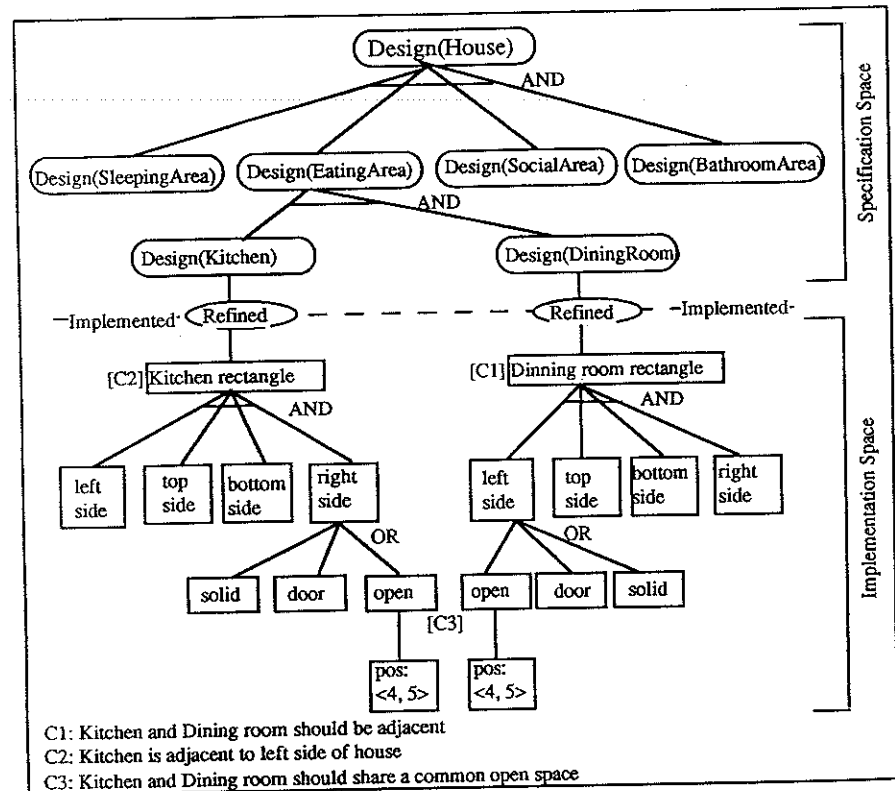 Design(House)
AND
Design(SleepingArea)
Design(EatingArea)
Design(SocialArea)
Design(BathroomArea)
AND
Design(Kitchen)
Design(DiningRoom)
Specification Space
Implemented
Refined
Refined
Implemented
[C2] Kitchen rectangle
[C1] Dinning room rectangle
AND
AND
left
side
top
side
bottom
side
right
side
left
side
top
side
bottom
side
right
side
OR
OR
solid
door
open
open
door
solid
[C3]
pos:
<4, 5>
pos:
<4, 5>
Implementation Space
C1: Kitchen and Dining room should be adjacent
C2: Kitchen is adjacent to left side of house
C3: Kitchen and Dining room should share a common open space